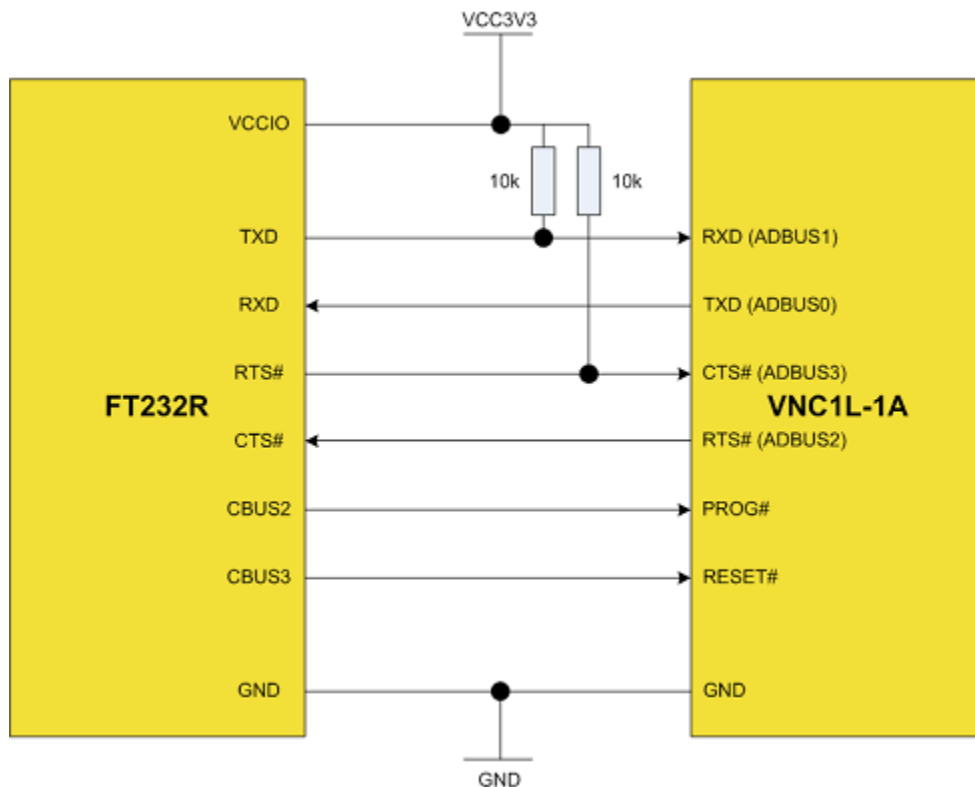 VCC3V3
VCCIO
10k
10k
TXD
RXD (ADBUS1)
RXD
TXD (ADBUS0)
RTS#
CTS# (ADBUS3)
FT232R
VNC1L-1A
CTS#
RTS# (ADBUS2)
CBUS2
PROG#
CBUS3
RESET#
GND
GND
GND